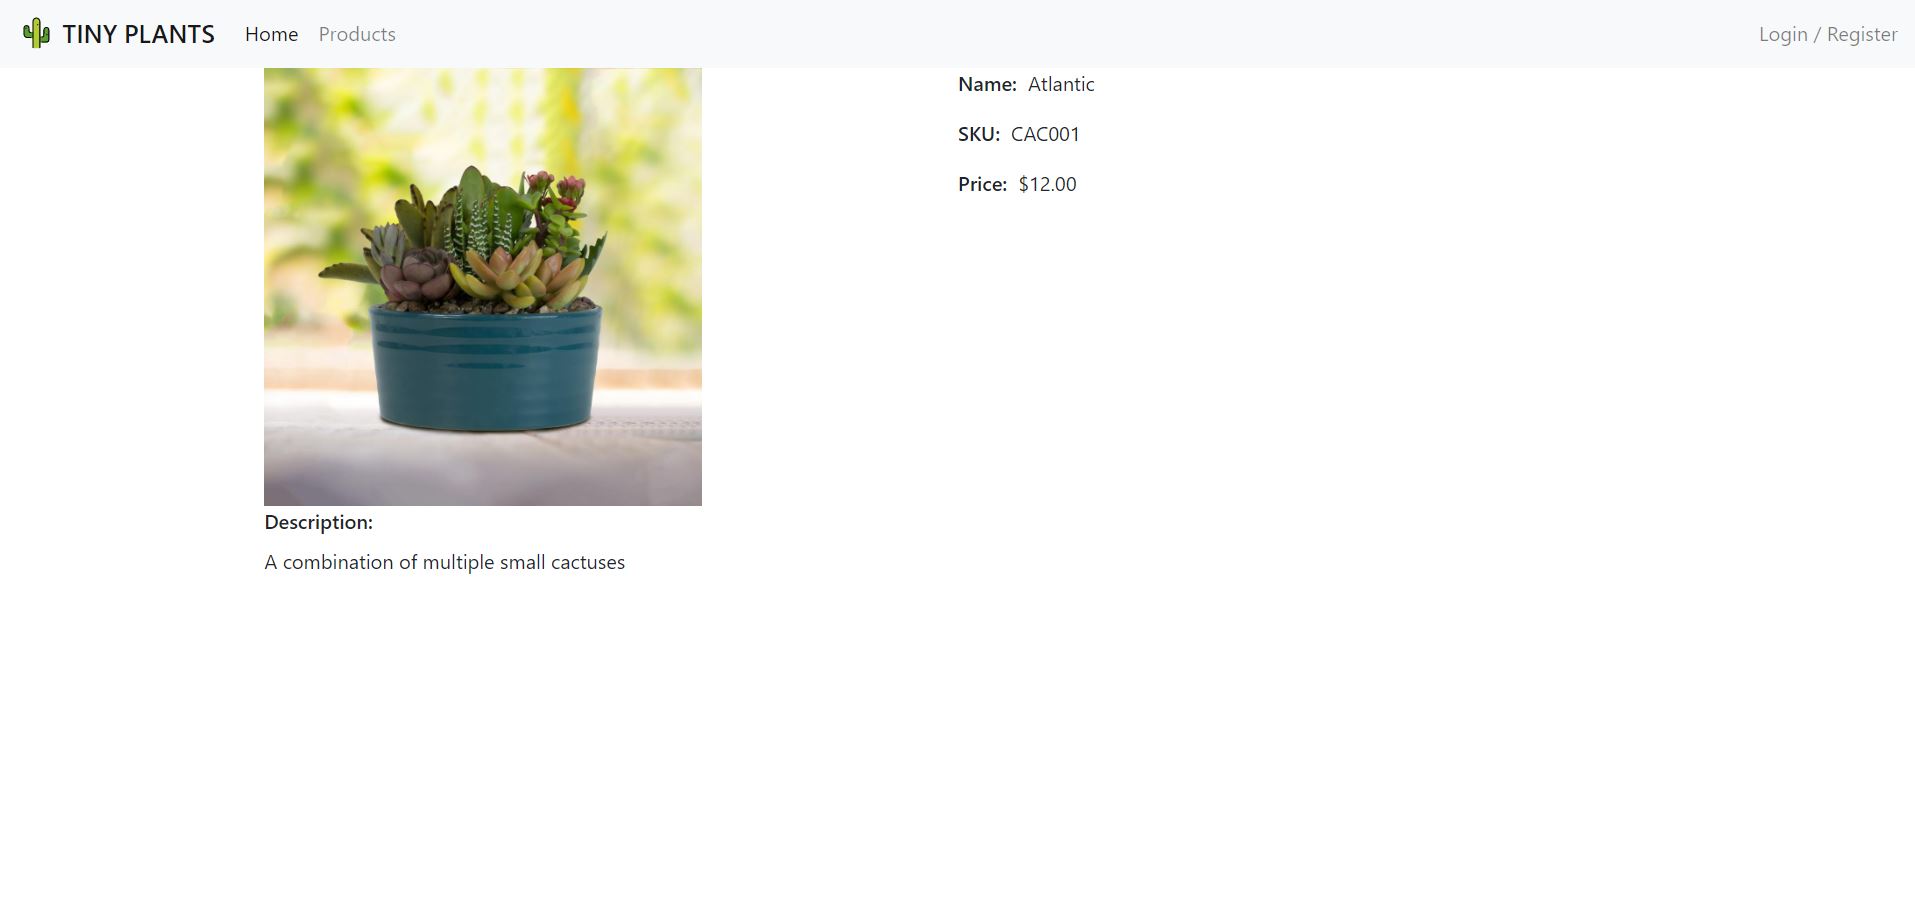 TINY PLANTS Home Products Login / Register
Name: Atlantic
SKU: CAC001
Price: $12.00
Description:
A combination of multiple small cactuses